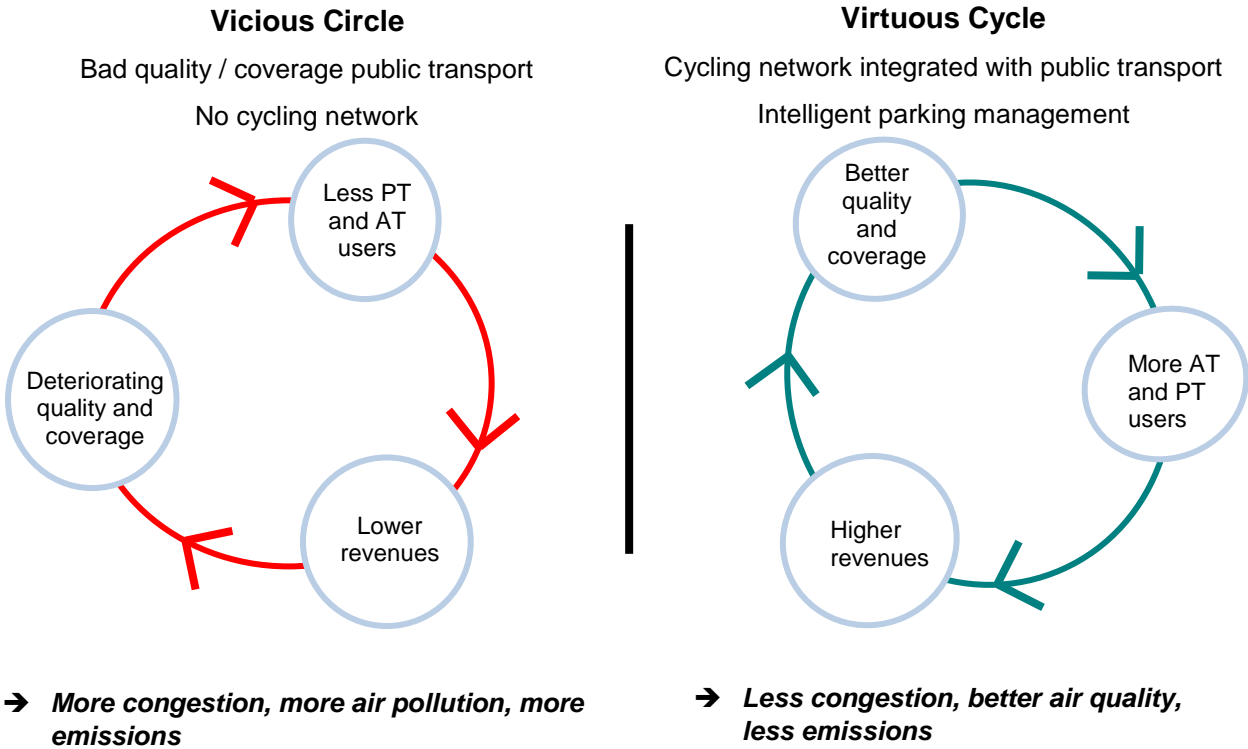 Vicious Circle
Bad quality / coverage public transport
No cycling network
Less PT
and AT
users
Deteriorating
quality and
coverage
Lower
revenues
➔ More congestion, more air pollution, more
emissions
Virtuous Cycle
Cycling network integrated with public transport
Intelligent parking management
Better
quality
and
coverage
More AT
and PT
users
Higher
revenues
➔ Less congestion, better air quality,
less emissions